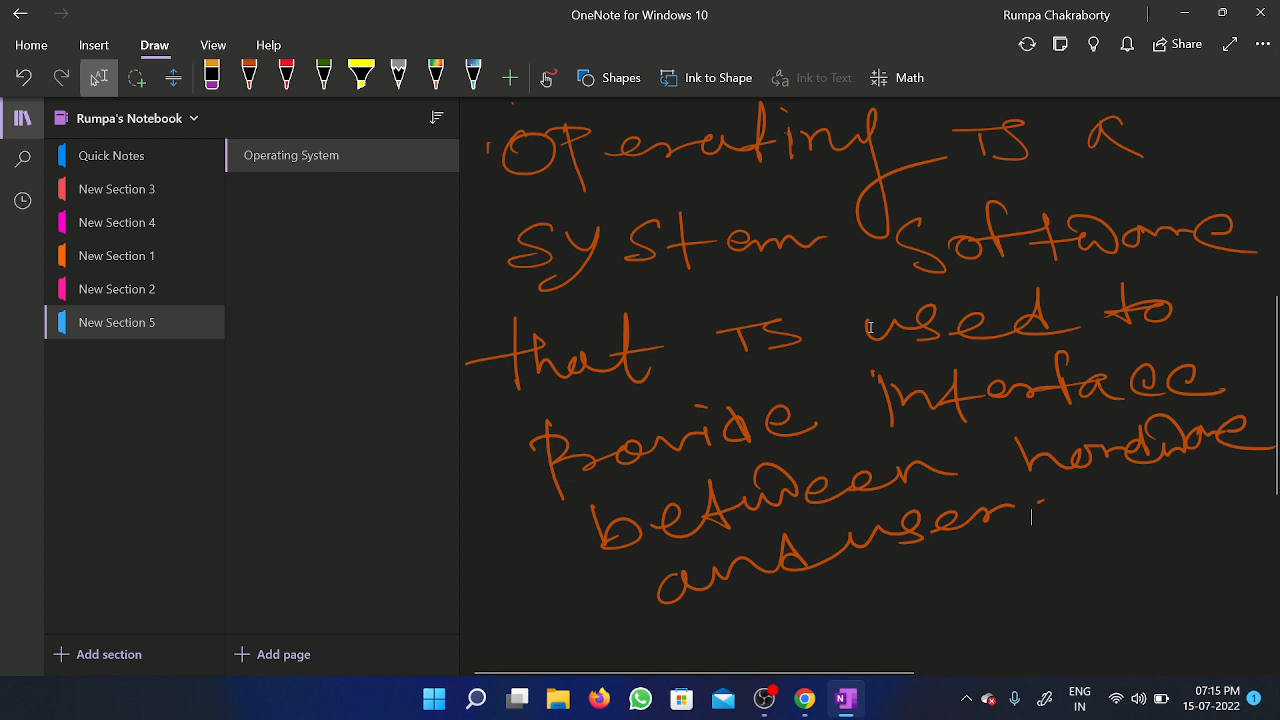 OneNote for Windows 10
Rumpa Chakraborty
Home Insert Draw View Help
Share
Shapes Ink to Shape Ink to Text Math
Rumpa's Notebook
Quick Notes
New Section 3
New Section 4
New Section 1
New Section 2
New Section 5
Add section
Operating System
Add page
Operating is a
system software
that is used to
provide interface
between hardware
and user.
ENG
IN
07:15 PM
15-07-2022
1